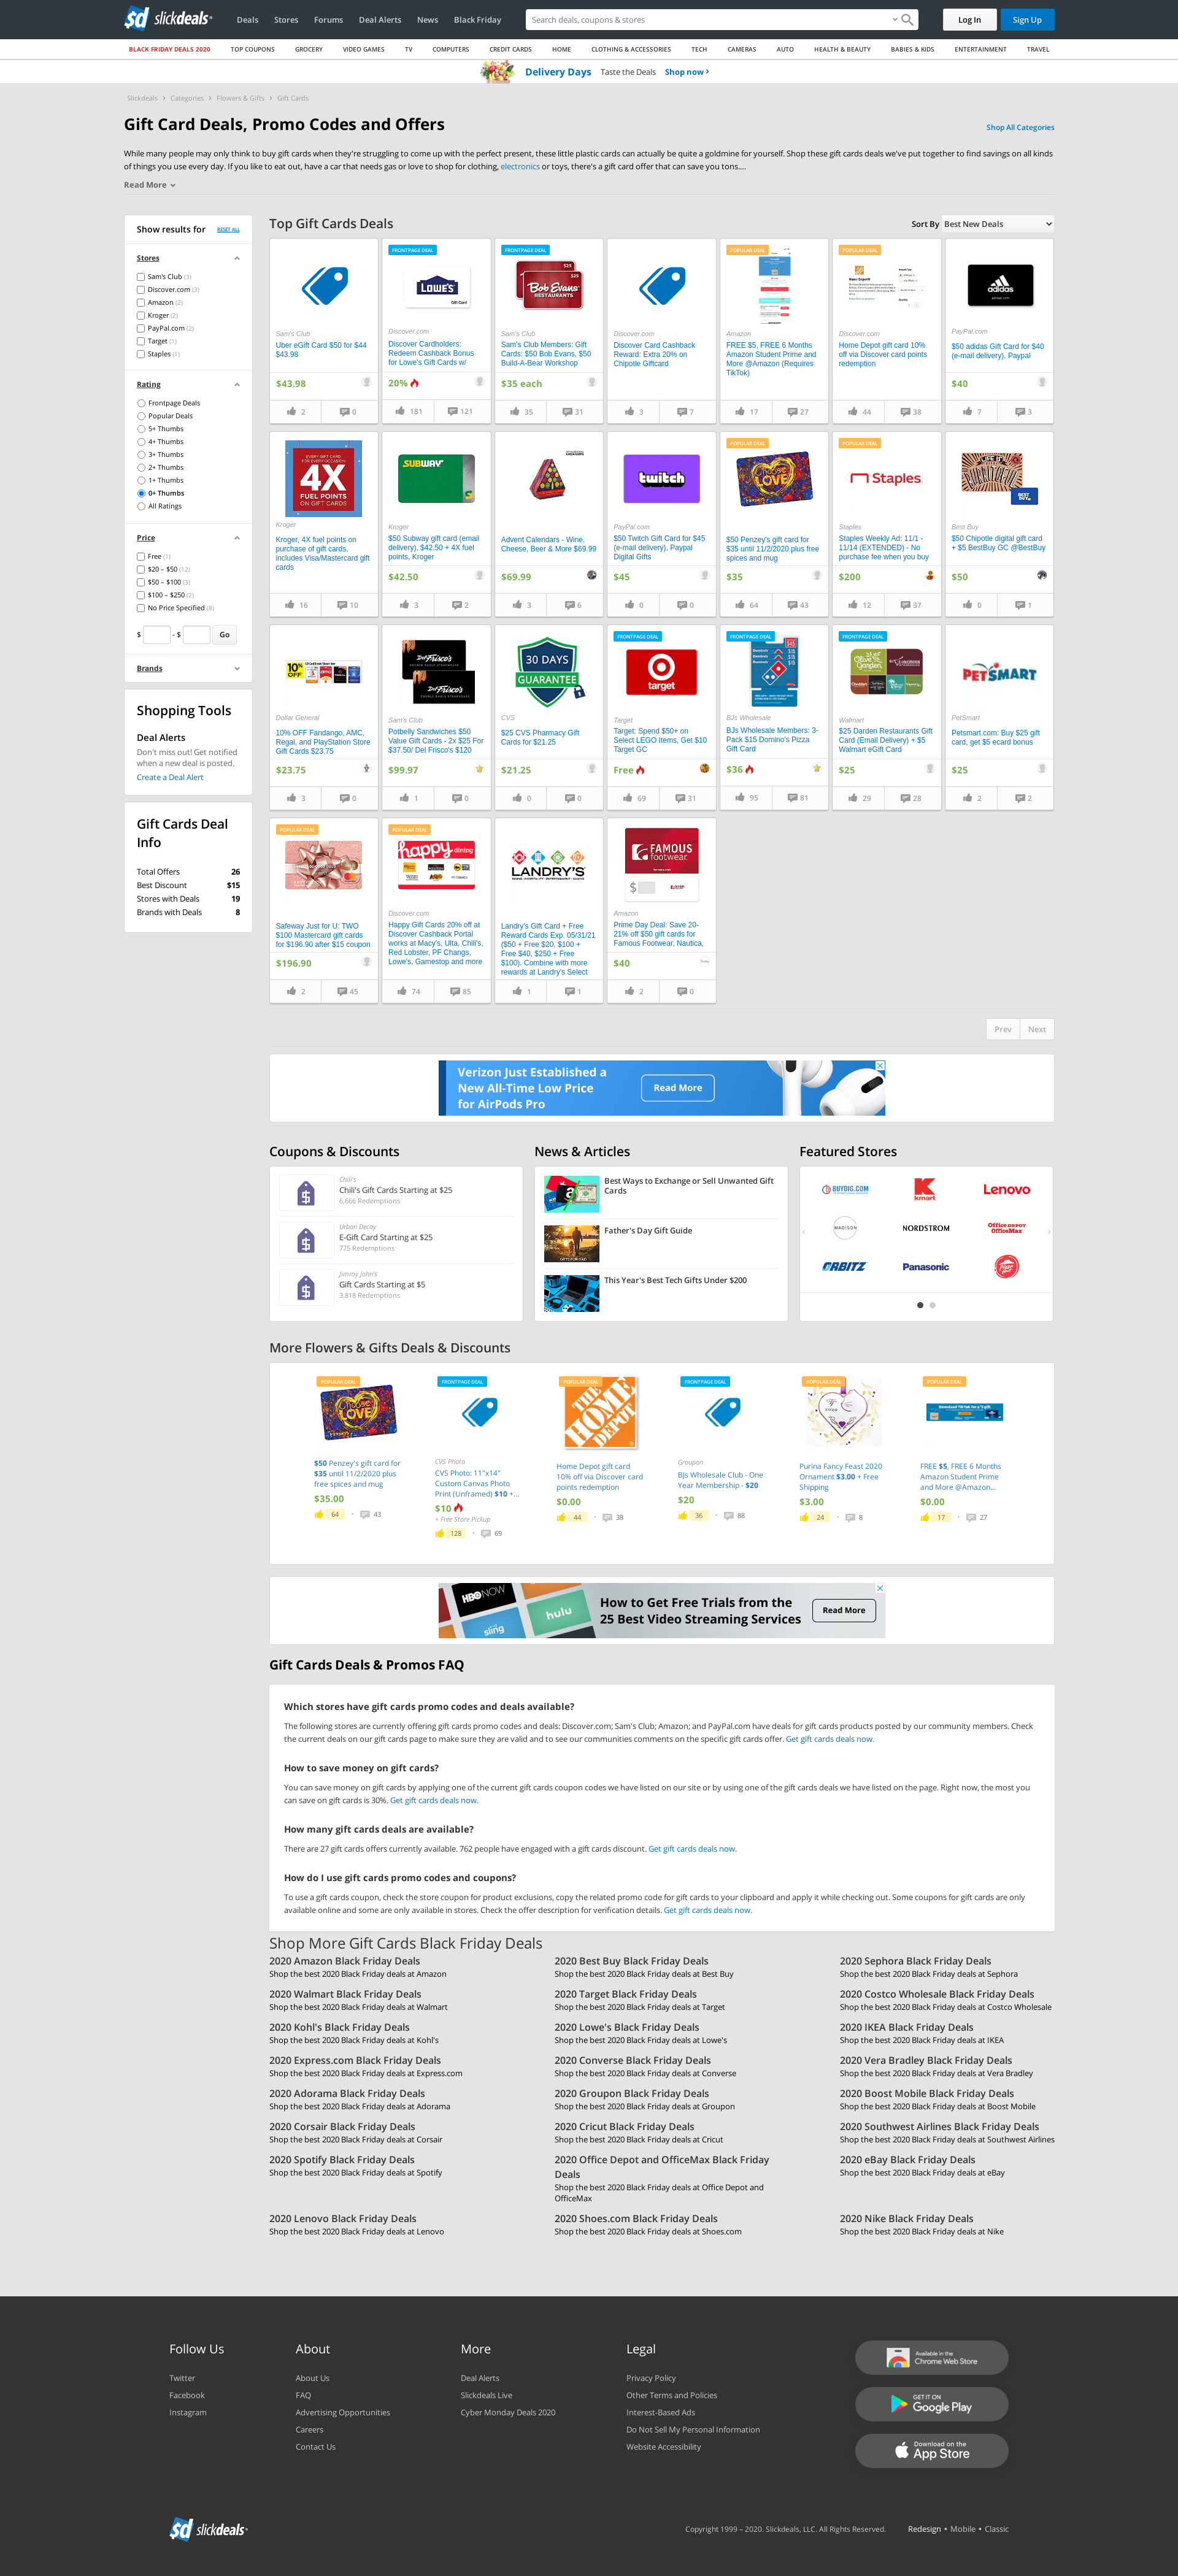 slickdeals
Deals Stores Forums Deal Alerts News Black Friday
Search deals, coupons & stores
Log In Sign Up
BLACK FRIDAY DEALS 2020 TOP COUPONS GROCERY VIDEO GAMES TV COMPUTERS CREDIT CARDS HOME CLOTHING & ACCESSORIES TECH CAMERAS AUTO HEALTH & BEAUTY BABIES & KIDS ENTERTAINMENT TRAVEL
Delivery Days Taste the Deals Shop now
Slickdeals Categories Flowers & Gifts Gift Cards
Gift Card Deals, Promo Codes and Offers
Shop All Categories
While many people may only think to buy gift cards when they're struggling to come up with the perfect present, these little plastic cards can actually be quite a goldmine for yourself. Shop these gift cards deals we've put together to find savings on all kinds
of things you use every day. If you like to eat out, have a car that needs gas or love to shop for clothing, electronics or toys, there's a gift card offer that can save you tons....
Read More
Show results for RESET ALL
Stores
Sam's Club (3)
Discover.com (3)
Amazon (2)
Kroger (2)
PayPal.com (2)
Target (1)
Staples (1)
Rating
Frontpage Deals
Popular Deals
5+ Thumbs
4+ Thumbs
3+ Thumbs
2+ Thumbs
1+ Thumbs
0+ Thumbs
All Ratings
Price
Free (1)
$20 – $50 (12)
$50 – $100 (3)
$100 – $250 (2)
No Price Specified (8)
$ - $ Go
Brands
Shopping Tools
Deal Alerts
Don't miss out! Get notified
when a new deal is posted.
Create a Deal Alert
Gift Cards Deal
Info
Total Offers 26
Best Discount $15
Stores with Deals 19
Brands with Deals 8
Top Gift Cards Deals
Sort By Best New Deals
Sam's Club
Uber eGift Card $50 for $44
$43.98
$43.98
2 0
FRONTPAGE DEAL
LOWE'S
Gift Card
Discover.com
Discover Cardholders:
Redeem Cashback Bonus
for Lowe's Gift Cards w/
20%
181 121
FRONTPAGE DEAL
$25
$25
Bob Evans
RESTAURANTS
Sam's Club
Sam's Club Members: Gift
Cards: $50 Bob Evans, $50
Build-A-Bear Workshop
$35 each
35 31
Discover.com
Discover Card Cashback
Reward: Extra 20% on
Chipotle Giftcard
3 7
POPULAR DEAL
Amazon
FREE $5, FREE 6 Months
Amazon Student Prime and
More @Amazon (Requires
TikTok)
17 27
POPULAR DEAL
Discover.com
Home Depot gift card 10%
off via Discover card points
redemption
44 38
adidas
PayPal.com
$50 adidas Gift Card for $40
(e-mail delivery), Paypal
$40
7 3
EVERY GIFT CARD
FOR EVERY OCCASION
4X
FUEL POINTS
ON GIFT CARDS
Kroger
Kroger, 4X fuel points on
purchase of gift cards,
includes Visa/Mastercard gift
cards
16 10
SUBWAY
Kroger
$50 Subway gift card (email
delivery), $42.50 + 4X fuel
points, Kroger
$42.50
3 2
Advent Calendars - Wine,
Cheese, Beer & More $69.99
$69.99
3 6
twitch
PayPal.com
$50 Twitch Gift Card for $45
(e-mail delivery), Paypal
Digital Gifts
$45
0 0
POPULAR DEAL
Choose
LOVE
Penzeys
$50 Penzey's gift card for
$35 until 11/2/2020 plus free
spices and mug
$35
64 43
POPULAR DEAL
Staples
Staples
Staples Weekly Ad: 11/1 -
11/14 (EXTENDED) - No
purchase fee when you buy
$200
12 37
BEST BUY
Best Buy
$50 Chipotle digital gift card
+ $5 BestBuy GC @BestBuy
$50
0 1
10%
OFF
Dollar General
10% OFF Fandango, AMC,
Regal, and PlayStation Store
Gift Cards $23.75
$23.75
3 0
Del Frisco's
Del Frisco's
Sam's Club
Potbelly Sandwiches $50
Value Gift Cards - 2x $25 For
$37.50/ Del Frisco's $120
$99.97
1 0
30 DAYS
GUARANTEE
CVS
$25 CVS Pharmacy Gift
Cards for $21.25
$21.25
0 0
FRONTPAGE DEAL
target
Target
Target: Spend $50+ on
Select LEGO Items, Get $10
Target GC
Free
69 31
FRONTPAGE DEAL
$45
BJs Wholesale
BJs Wholesale Members: 3-
Pack $15 Domino's Pizza
Gift Card
$36
95 81
FRONTPAGE DEAL
Olive
Garden
Walmart
$25 Darden Restaurants Gift
Card (Email Delivery) + $5
Walmart eGift Card
$25
29 28
PETSMART
PetSmart
Petsmart.com: Buy $25 gift
card, get $5 ecard bonus
$25
2 2
POPULAR DEAL
Safeway Just for U: TWO
$100 Mastercard gift cards
for $196.90 after $15 coupon
$196.90
2 45
POPULAR DEAL
happy dining
Discover.com
Happy Gift Cards 20% off at
Discover Cashback Portal
works at Macy's, Ulta, Chili's,
Red Lobster, PF Changs,
Lowe's, Gamestop and more
74 85
LANDRY'S
Landry's Gift Card + Free
Reward Cards Exp. 05/31/21
($50 + Free $20, $100 +
Free $40, $250 + Free
$100). Combine with more
rewards at Landry's Select
1 1
FAMOUS
footwear.
$
Amazon
Prime Day Deal: Save 20-
21% off $50 gift cards for
Famous Footwear, Nautica,
$40
2 0
Prev Next
Verizon Just Established a
New All-Time Low Price
for AirPods Pro
Read More
Coupons & Discounts
Chili's
Chili's Gift Cards Starting at $25
6,666 Redemptions
Urban Decay
E-Gift Card Starting at $25
775 Redemptions
Jimmy John's
Gift Cards Starting at $5
3,818 Redemptions
News & Articles
Best Ways to Exchange or Sell Unwanted Gift
Cards
Father's Day Gift Guide
This Year's Best Tech Gifts Under $200
Featured Stores
BUYDIG.COM kmart Lenovo
MADISON NORDSTROM Office DEPOT
OfficeMax
ORBITZ Panasonic
More Flowers & Gifts Deals & Discounts
POPULAR DEAL
Choose
LOVE
Penzeys
$50 Penzey's gift card for
$35 until 11/2/2020 plus
free spices and mug
$35.00
64 43
FRONTPAGE DEAL
CVS Photo
CVS Photo: 11"x14"
Custom Canvas Photo
Print (Unframed) $10 +...
$10
+ Free Store Pickup
128 69
POPULAR DEAL
THE
HOME
DEPOT
Home Depot gift card
10% off via Discover card
points redemption
$0.00
44 38
FRONTPAGE DEAL
Groupon
BJs Wholesale Club - One
Year Membership - $20
$20
36 88
POPULAR DEAL
Purina Fancy Feast 2020
Ornament $3.00 + Free
Shipping
$3.00
24 8
POPULAR DEAL
FREE $5, FREE 6 Months
Amazon Student Prime
and More @Amazon...
$0.00
17 27
HBO NOW
hulu
sling
How to Get Free Trials from the
25 Best Video Streaming Services
Read More
Gift Cards Deals & Promos FAQ
Which stores have gift cards promo codes and deals available?
The following stores are currently offering gift cards promo codes and deals: Discover.com; Sam's Club; Amazon; and PayPal.com have deals for gift cards products posted by our community members. Check
the current deals on our gift cards page to make sure they are valid and to see our communities comments on the specific gift cards offer. Get gift cards deals now.
How to save money on gift cards?
You can save money on gift cards by applying one of the current gift cards coupon codes we have listed on our site or by using one of the gift cards deals we have listed on the page. Right now, the most you
can save on gift cards is 30%. Get gift cards deals now.
How many gift cards deals are available?
There are 27 gift cards offers currently available. 762 people have engaged with a gift cards discount. Get gift cards deals now.
How do I use gift cards promo codes and coupons?
To use a gift cards coupon, check the store coupon for product exclusions, copy the related promo code for gift cards to your clipboard and apply it while checking out. Some coupons for gift cards are only
available online and some are only available in stores. Check the offer description for verification details. Get gift cards deals now.
Shop More Gift Cards Black Friday Deals
2020 Amazon Black Friday Deals
Shop the best 2020 Black Friday deals at Amazon
2020 Best Buy Black Friday Deals
Shop the best 2020 Black Friday deals at Best Buy
2020 Sephora Black Friday Deals
Shop the best 2020 Black Friday deals at Sephora
2020 Walmart Black Friday Deals
Shop the best 2020 Black Friday deals at Walmart
2020 Target Black Friday Deals
Shop the best 2020 Black Friday deals at Target
2020 Costco Wholesale Black Friday Deals
Shop the best 2020 Black Friday deals at Costco Wholesale
2020 Kohl's Black Friday Deals
Shop the best 2020 Black Friday deals at Kohl's
2020 Lowe's Black Friday Deals
Shop the best 2020 Black Friday deals at Lowe's
2020 IKEA Black Friday Deals
Shop the best 2020 Black Friday deals at IKEA
2020 Express.com Black Friday Deals
Shop the best 2020 Black Friday deals at Express.com
2020 Converse Black Friday Deals
Shop the best 2020 Black Friday deals at Converse
2020 Vera Bradley Black Friday Deals
Shop the best 2020 Black Friday deals at Vera Bradley
2020 Adorama Black Friday Deals
Shop the best 2020 Black Friday deals at Adorama
2020 Groupon Black Friday Deals
Shop the best 2020 Black Friday deals at Groupon
2020 Boost Mobile Black Friday Deals
Shop the best 2020 Black Friday deals at Boost Mobile
2020 Corsair Black Friday Deals
Shop the best 2020 Black Friday deals at Corsair
2020 Cricut Black Friday Deals
Shop the best 2020 Black Friday deals at Cricut
2020 Southwest Airlines Black Friday Deals
Shop the best 2020 Black Friday deals at Southwest Airlines
2020 Spotify Black Friday Deals
Shop the best 2020 Black Friday deals at Spotify
2020 Office Depot and OfficeMax Black Friday
Deals
Shop the best 2020 Black Friday deals at Office Depot and
OfficeMax
2020 eBay Black Friday Deals
Shop the best 2020 Black Friday deals at eBay
2020 Lenovo Black Friday Deals
Shop the best 2020 Black Friday deals at Lenovo
2020 Shoes.com Black Friday Deals
Shop the best 2020 Black Friday deals at Shoes.com
2020 Nike Black Friday Deals
Shop the best 2020 Black Friday deals at Nike
Follow Us
Twitter
Facebook
Instagram
About
About Us
FAQ
Advertising Opportunities
Careers
Contact Us
More
Deal Alerts
Slickdeals Live
Cyber Monday Deals 2020
Legal
Privacy Policy
Other Terms and Policies
Interest-Based Ads
Do Not Sell My Personal Information
Website Accessibility
Available in the
Chrome Web Store
GET IT ON
Google Play
Download on the
App Store
slickdeals
Copyright 1999 – 2020. Slickdeals, LLC. All Rights Reserved. Redesign • Mobile • Classic